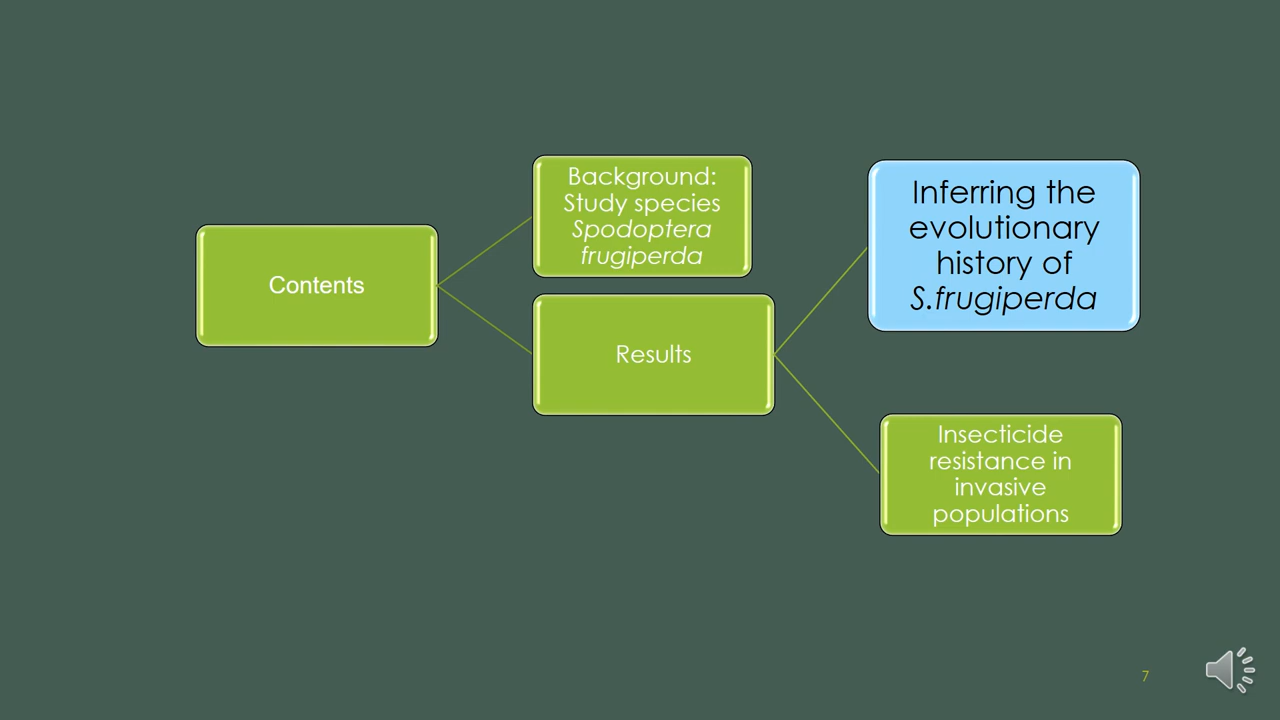 Contents
Background:
Study species
Spodoptera
frugiperda
Results
Inferring the
evolutionary
history of
S.frugiperda
Insecticide
resistance in
invasive
populations
7